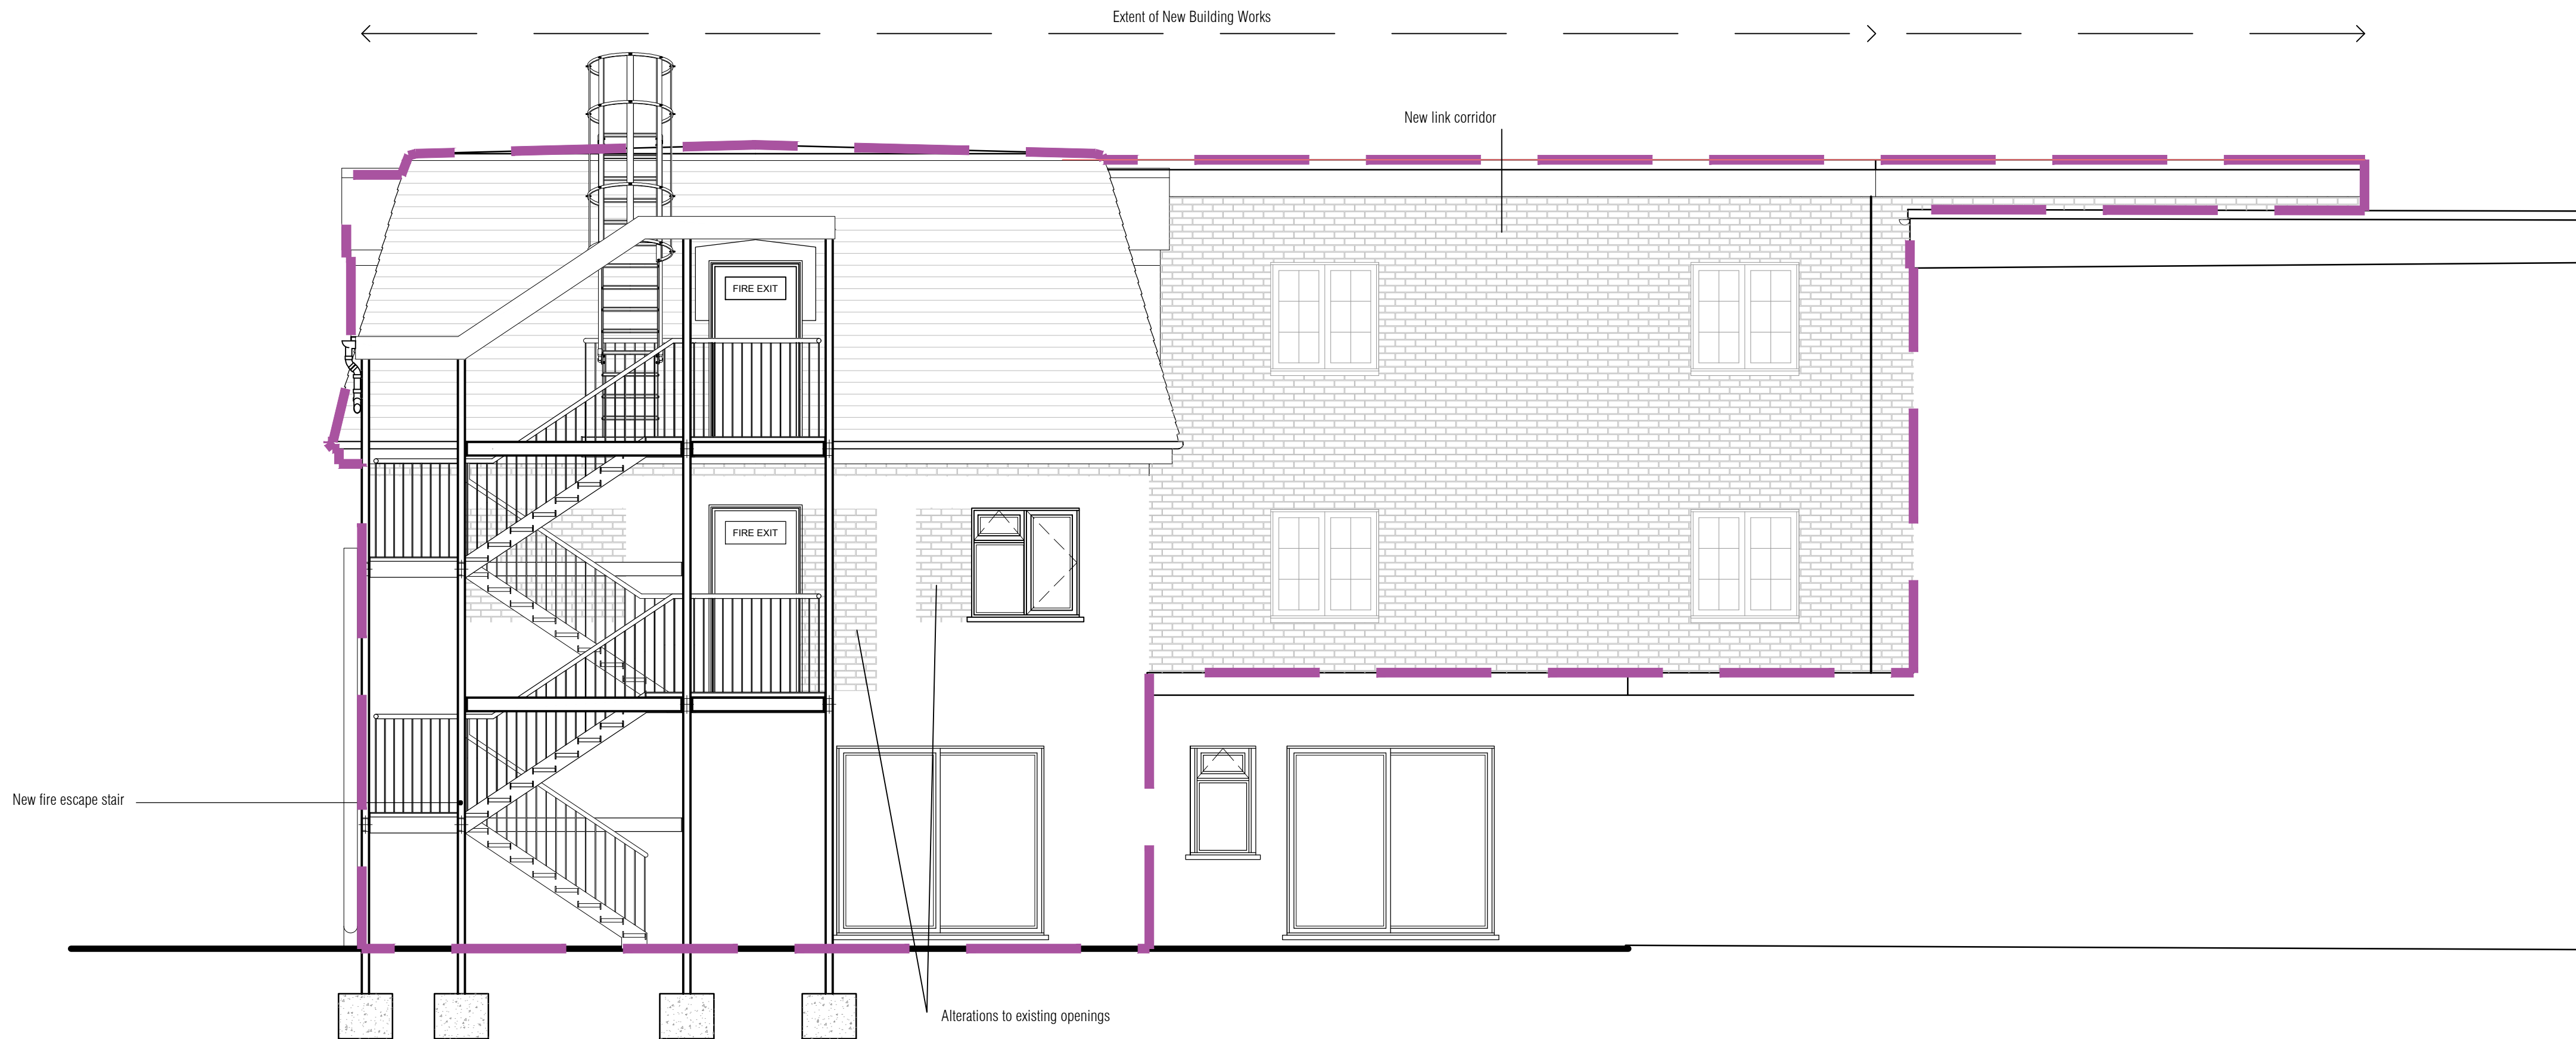 Extent of New Building Works
New link corridor
FIRE EXIT
FIRE EXIT
New fire escape stair
Alterations to existing openings